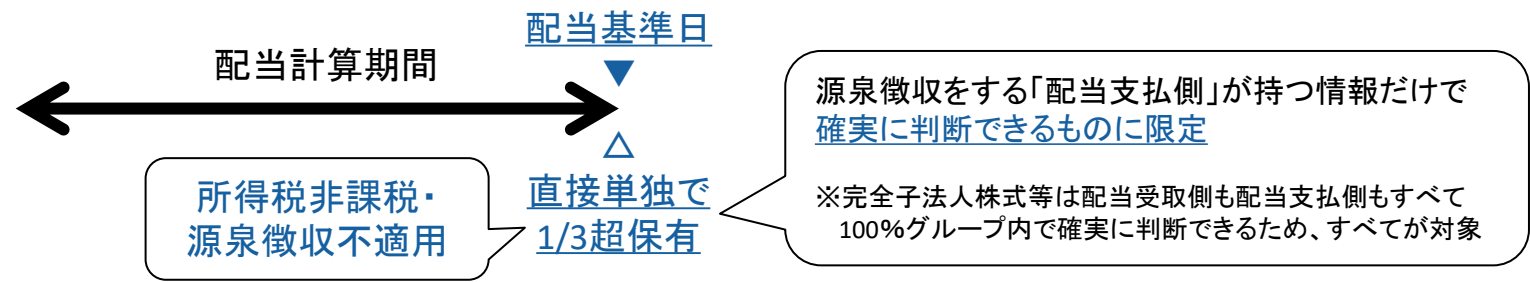 配当基準日
▼
配当計算期間
△
直接単独で
1/3超保有
所得税非課税・
源泉徴収不適用
源泉徴収をする「配当支払側」が持つ情報だけで
確実に判断できるものに限定
※完全子法人株式等は配当受取側も配当支払側もすべて
100%グループ内で確実に判断できるため、すべてが対象